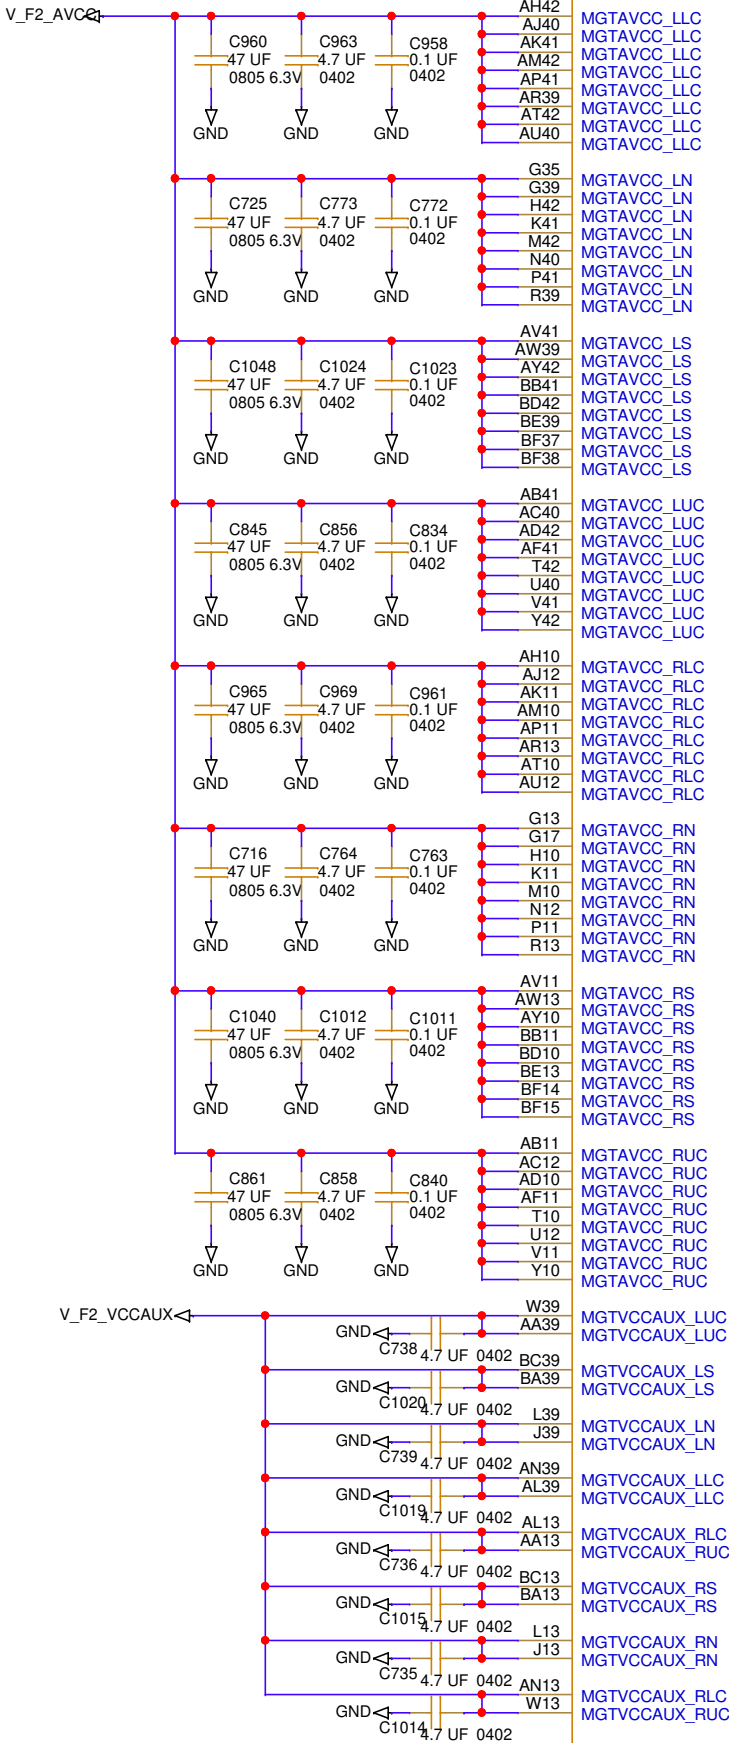 V_F2_AVCC
AH42 MGTAVCC_LLC
AJ40 MGTAVCC_LLC
AK41 MGTAVCC_LLC
AM42 MGTAVCC_LLC
AP41 MGTAVCC_LLC
AR39 MGTAVCC_LLC
AT42 MGTAVCC_LLC
AU40 MGTAVCC_LLC
C960 C963 C958
47 UF 4.7 UF 0.1 UF
0805 6.3V 0402 0402
GND GND GND
G35 MGTAVCC_LN
G39 MGTAVCC_LN
H42 MGTAVCC_LN
K41 MGTAVCC_LN
M42 MGTAVCC_LN
N40 MGTAVCC_LN
P41 MGTAVCC_LN
R39 MGTAVCC_LN
C725 C773 C772
47 UF 4.7 UF 0.1 UF
0805 6.3V 0402 0402
GND GND GND
AV41 MGTAVCC_LS
AW39 MGTAVCC_LS
AY42 MGTAVCC_LS
BB41 MGTAVCC_LS
BD42 MGTAVCC_LS
BE39 MGTAVCC_LS
BF37 MGTAVCC_LS
BF38 MGTAVCC_LS
C1048 C1024 C1023
47 UF 4.7 UF 0.1 UF
0805 6.3V 0402 0402
GND GND GND
AB41 MGTAVCC_LUC
AC40 MGTAVCC_LUC
AD42 MGTAVCC_LUC
AF41 MGTAVCC_LUC
T42 MGTAVCC_LUC
U40 MGTAVCC_LUC
V41 MGTAVCC_LUC
Y42 MGTAVCC_LUC
C845 C856 C834
47 UF 4.7 UF 0.1 UF
0805 6.3V 0402 0402
GND GND GND
AH10 MGTAVCC_RLC
AJ12 MGTAVCC_RLC
AK11 MGTAVCC_RLC
AM10 MGTAVCC_RLC
AP11 MGTAVCC_RLC
AR13 MGTAVCC_RLC
AT10 MGTAVCC_RLC
AU12 MGTAVCC_RLC
C965 C969 C961
47 UF 4.7 UF 0.1 UF
0805 6.3V 0402 0402
GND GND GND
G13 MGTAVCC_RN
G17 MGTAVCC_RN
H10 MGTAVCC_RN
K11 MGTAVCC_RN
M10 MGTAVCC_RN
N12 MGTAVCC_RN
P11 MGTAVCC_RN
R13 MGTAVCC_RN
C716 C764 C763
47 UF 4.7 UF 0.1 UF
0805 6.3V 0402 0402
GND GND GND
AV11 MGTAVCC_RS
AW13 MGTAVCC_RS
AY10 MGTAVCC_RS
BB11 MGTAVCC_RS
BD10 MGTAVCC_RS
BE13 MGTAVCC_RS
BF14 MGTAVCC_RS
BF15 MGTAVCC_RS
C1040 C1012 C1011
47 UF 4.7 UF 0.1 UF
0805 6.3V 0402 0402
GND GND GND
AB11 MGTAVCC_RUC
AC12 MGTAVCC_RUC
AD10 MGTAVCC_RUC
AF11 MGTAVCC_RUC
T10 MGTAVCC_RUC
U12 MGTAVCC_RUC
V11 MGTAVCC_RUC
Y10 MGTAVCC_RUC
C861 C858 C840
47 UF 4.7 UF 0.1 UF
0805 6.3V 0402 0402
GND GND GND
V_F2_VCCAUX
W39 MGTVCCAUX_LUC
GND AA39 MGTVCCAUX_LUC
C738 4.7 UF 0402
BC39 MGTVCCAUX_LS
GND BA39 MGTVCCAUX_LS
C1020 4.7 UF 0402
L39 MGTVCCAUX_LN
GND J39 MGTVCCAUX_LN
C739 4.7 UF 0402
AN39 MGTVCCAUX_LLC
GND AL39 MGTVCCAUX_LLC
C1019 4.7 UF 0402
AL13 MGTVCCAUX_RLC
GND AA13 MGTVCCAUX_RUC
C736 4.7 UF 0402
BC13 MGTVCCAUX_RS
GND BA13 MGTVCCAUX_RS
C1015 4.7 UF 0402
L13 MGTVCCAUX_RN
GND J13 MGTVCCAUX_RN
C735 4.7 UF 0402
AN13 MGTVCCAUX_RLC
GND W13 MGTVCCAUX_RUC
C1014 4.7 UF 0402